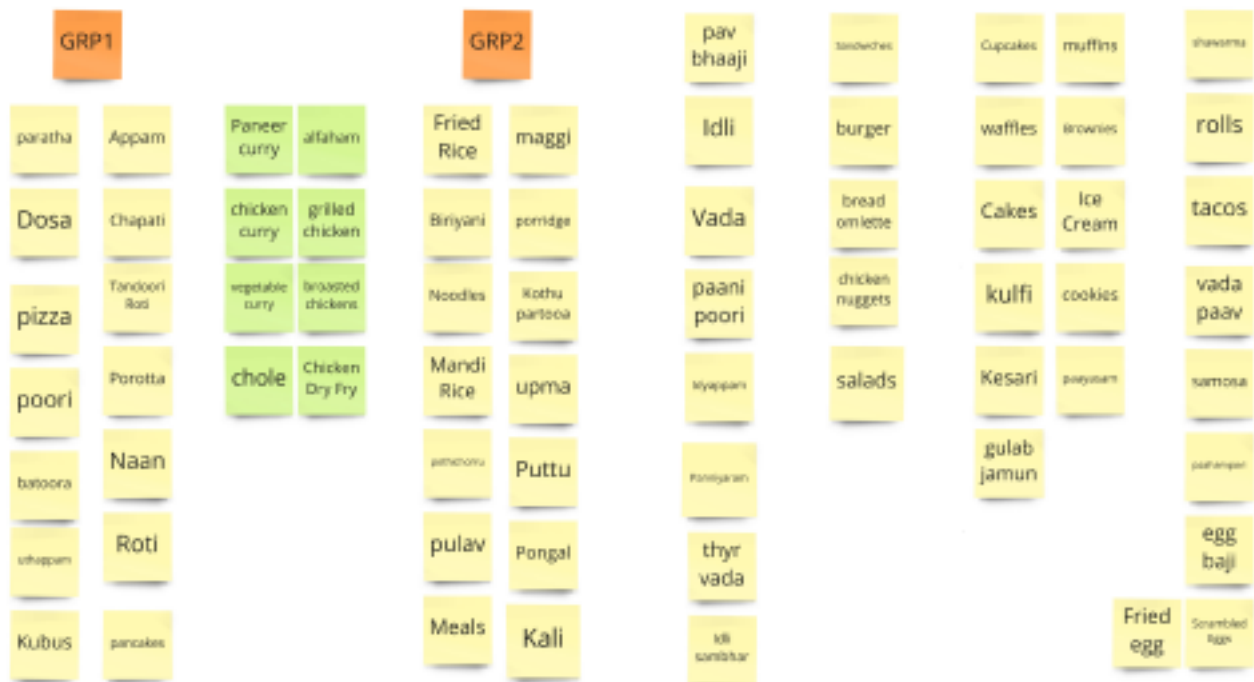 GRP1
paratha
Appam
Dosa
Chapati
pizza
Tandoori
Roti
poori
Porotta
batoora
Naan
uthappam
Roti
Kubus
pancakes
Paneer
curry
alfaham
chicken
curry
grilled
chicken
vegetable
curry
broasted
chickens
chole
Chicken
Dry Fry
GRP2
Fried
Rice
maggi
Biriyani
porridge
Noodles
Kothu
Mandi
Rice
upma
Puttu
pulav
Pongal
Meals
Kali
pav
bhaaji
Idli
Vada
paani
poori
thyr
vada
Idli
sambhar
Sandwiches
burger
bread
omlette
chicken
nuggets
salads
Cupcakes
muffins
waffles
Brownies
Cakes
Ice
Cream
kulfi
cookies
Kesari
paayasam
gulab
jamun
shawarma
rolls
tacos
vada
paav
samosa
egg
baji
Fried
egg
Scrambled
Eggs